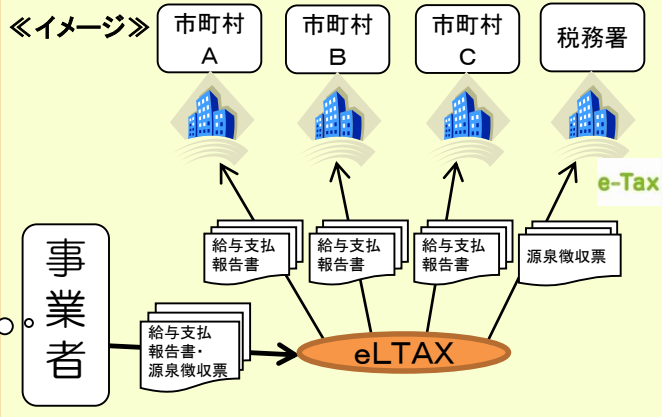 ≪イメージ≫
市町村
A
市町村
B
市町村
C
税務署
e-Tax
給与支払
報告書
給与支払
報告書
給与支払
報告書
源泉徴収票
事業者
給与支払
報告書・
源泉徴収票
eLTAX